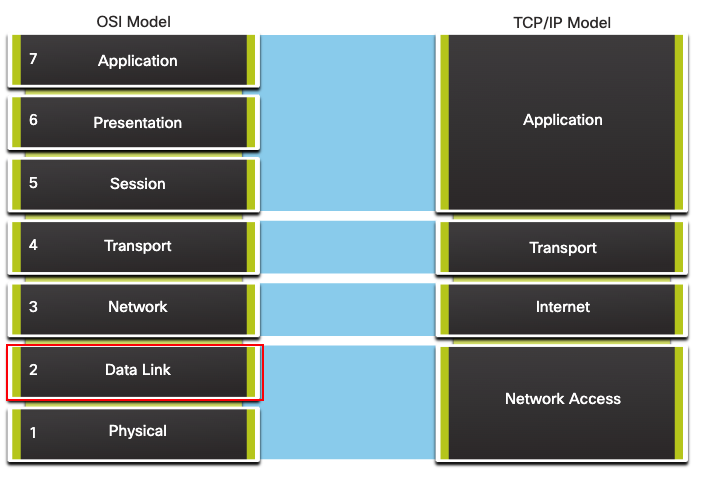 OSI Model
TCP/IP Model
7 Application
6 Presentation
5 Session
Application
4 Transport
Transport
3 Network
Internet
2 Data Link
1 Physical
Network Access